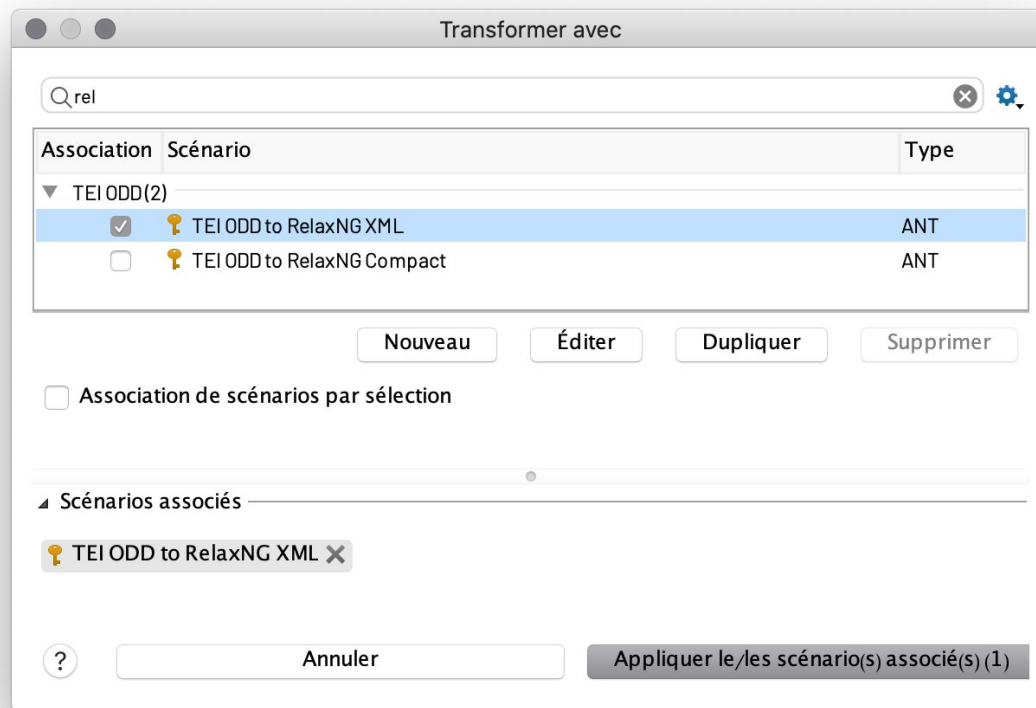 Transformer avec
rel
Association Scénario Type
TEI ODD (2)
TEI ODD to RelaxNG XML ANT
TEI ODD to RelaxNG Compact ANT
Nouveau Éditer Dupliquer Supprimer
Association de scénarios par sélection
Scénarios associés
TEI ODD to RelaxNG XML
? Annuler Appliquer le/les scénario(s) associé(s) (1)